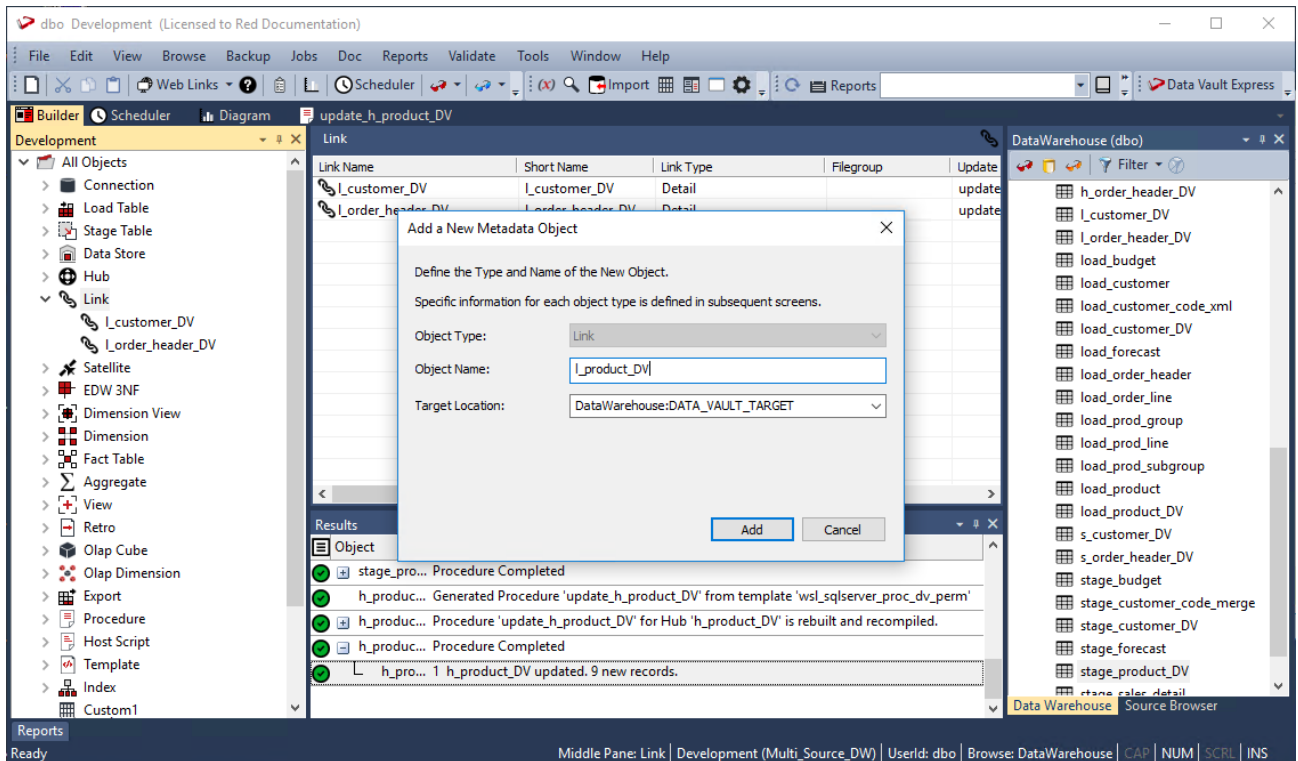 dbo Development (Licensed to Red Documentation)
File Edit View Browse Backup Jobs Doc Reports Validate Tools Window Help
Web Links Scheduler (x) Import Reports Data Vault Express
Builder Scheduler Diagram update_h_product_DV
Development
All Objects
Connection
Load Table
Stage Table
Data Store
Hub
Link
l_customer_DV
l_order_header_DV
Satellite
EDW 3NF
Dimension View
Dimension
Fact Table
Aggregate
View
Retro
Olap Cube
Olap Dimension
Export
Procedure
Host Script
Template
Index
Custom1
Link
Link Name Short Name Link Type Filegroup Update
l_customer_DV l_customer_DV Detail update
l_order_header_DV l_order_header_DV Detail update
Add a New Metadata Object
Define the Type and Name of the New Object.
Specific information for each object type is defined in subsequent screens.
Object Type: Link
Object Name: l_product_DV
Target Location: DataWarehouse:DATA_VAULT_TARGET
Add Cancel
Results
Object
stage_pro... Procedure Completed
h_produc... Generated Procedure 'update_h_product_DV' from template 'wsl_sqlserver_proc_dv_perm'
h_produc... Procedure 'update_h_product_DV' for Hub 'h_product_DV' is rebuilt and recompiled.
h_produc... Procedure Completed
h_pro... 1 h_product_DV updated. 9 new records.
DataWarehouse (dbo)
Filter
h_order_header_DV
l_customer_DV
l_order_header_DV
load_budget
load_customer
load_customer_code_xml
load_customer_DV
load_forecast
load_order_header
load_order_line
load_prod_group
load_prod_line
load_prod_subgroup
load_product
load_product_DV
s_customer_DV
s_order_header_DV
stage_budget
stage_customer_code_merge
stage_customer_DV
stage_forecast
stage_product_DV
stage_sales_detail
Data Warehouse Source Browser
Reports
Ready Middle Pane: Link Development (Multi_Source_DW) UserId: dbo Browse: DataWarehouse CAP NUM SCRL INS